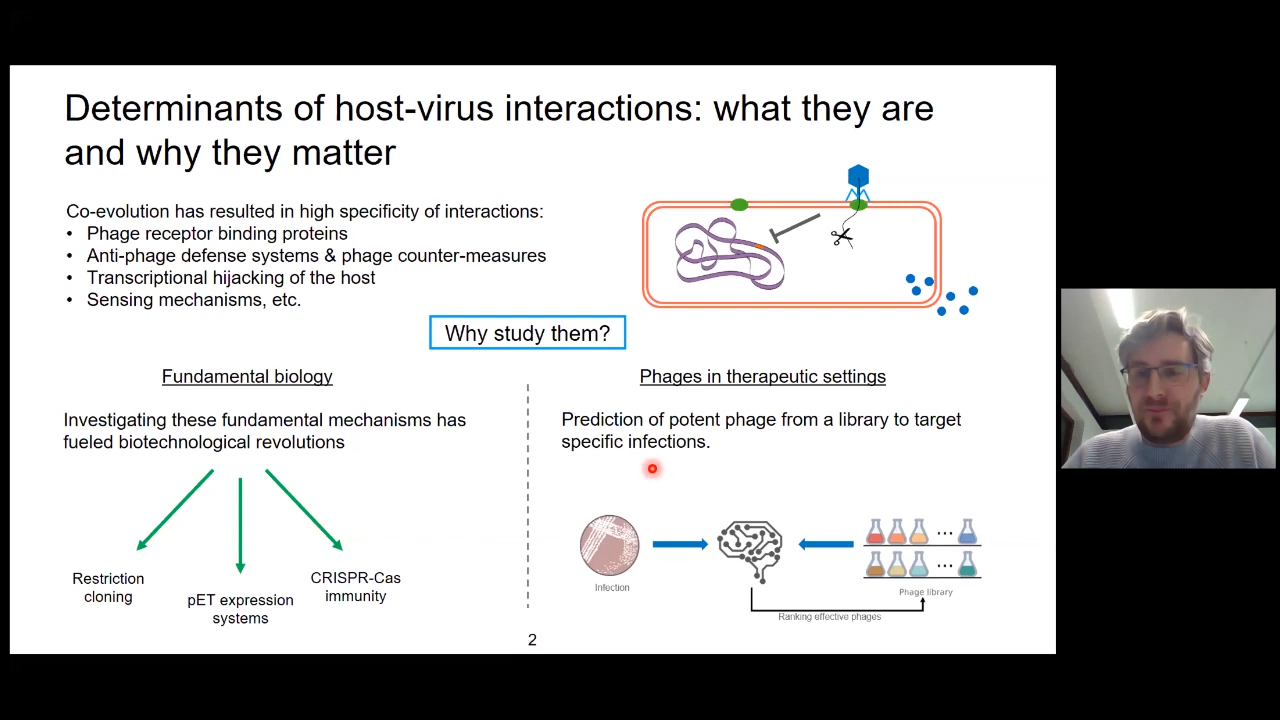 Determinants of host-virus interactions: what they are
and why they matter
Co-evolution has resulted in high specificity of interactions:
• Phage receptor binding proteins
• Anti-phage defense systems & phage counter-measures
• Transcriptional hijacking of the host
• Sensing mechanisms, etc.
Why study them?
Fundamental biology
Investigating these fundamental mechanisms has
fueled biotechnological revolutions
Restriction
cloning
pET expression
systems
CRISPR-Cas
immunity
Phages in therapeutic settings
Prediction of potent phage from a library to target
specific infections.
Infection
...
...
Phage library
Ranking effective phages
2